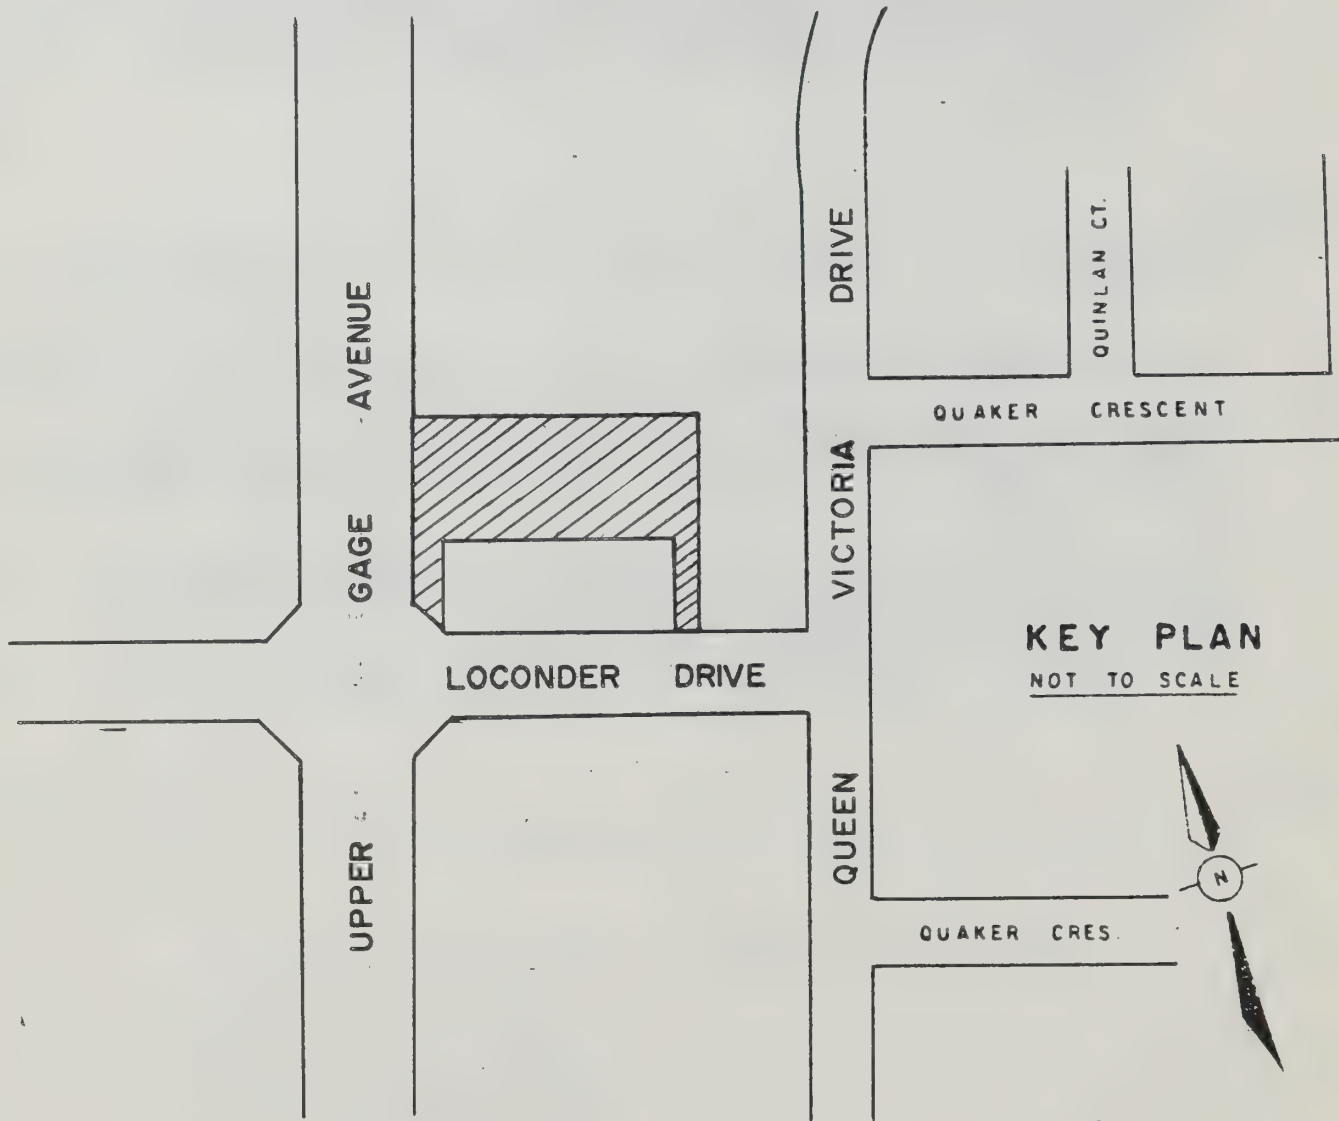 UPPER GAGE AVENUE
LOCONDER DRIVE
QUEEN VICTORIA DRIVE
QUINLAN CT.
QUAKER CRESCENT
KEY PLAN
NOT TO SCALE
N
QUAKER CRES.